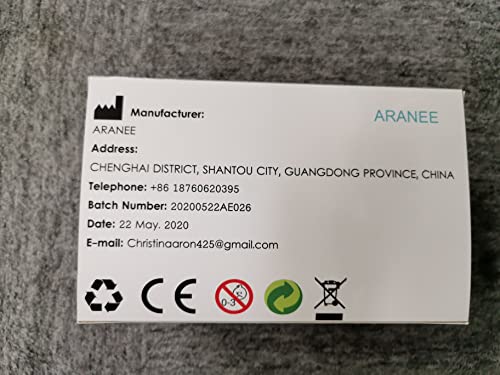 Manufacturer:
ARANEE
ARANEE
Address:
CHENGHAI DISTRICT, SHANTOU CITY, GUANGDONG PROVINCE, CHINA
Telephone: +86 18760620395
Batch Number: 20200522AE026
Date: 22 May. 2020
E-mail: Christinaaron425@gmail.com
CE
0-3